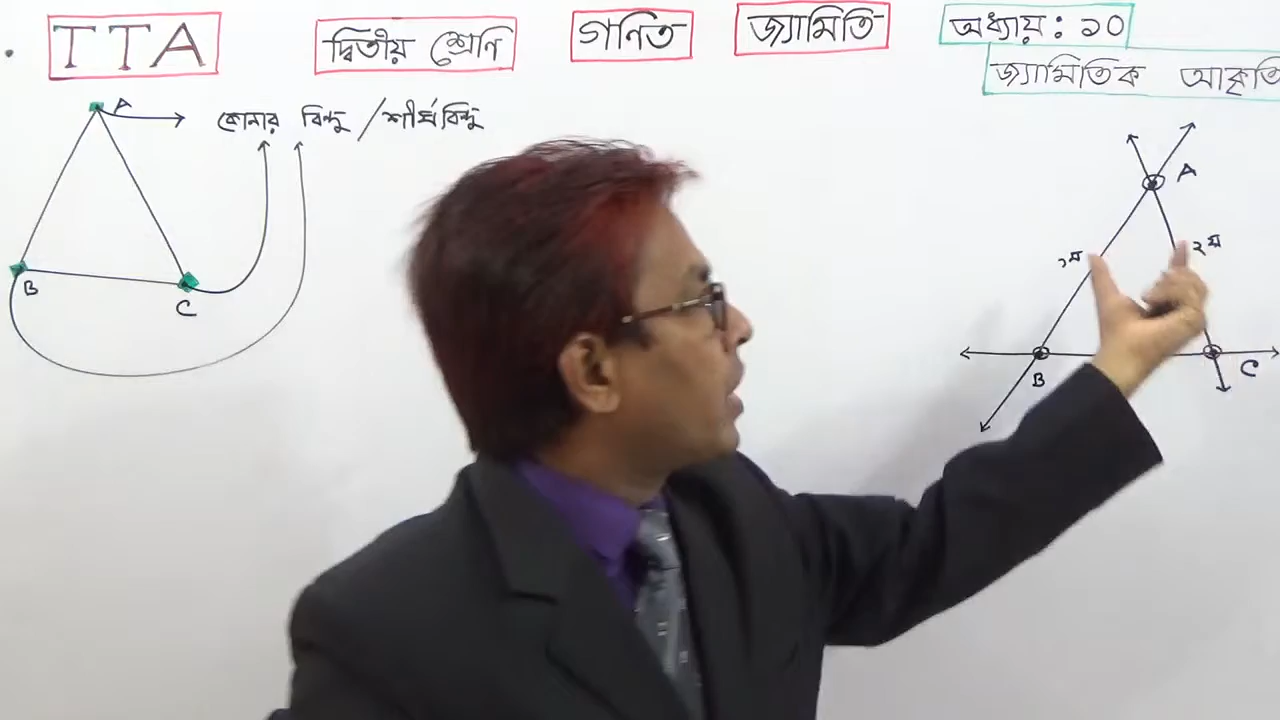 TTA দ্বিতীয় শ্রেনি গনিত জ্যামিতি অধ্যায় : ১০
জ্যামিতিক আকৃতি
A কোনার বিন্দু / শীর্ষবিন্দু
B
C
A
১ম ২য়
B C